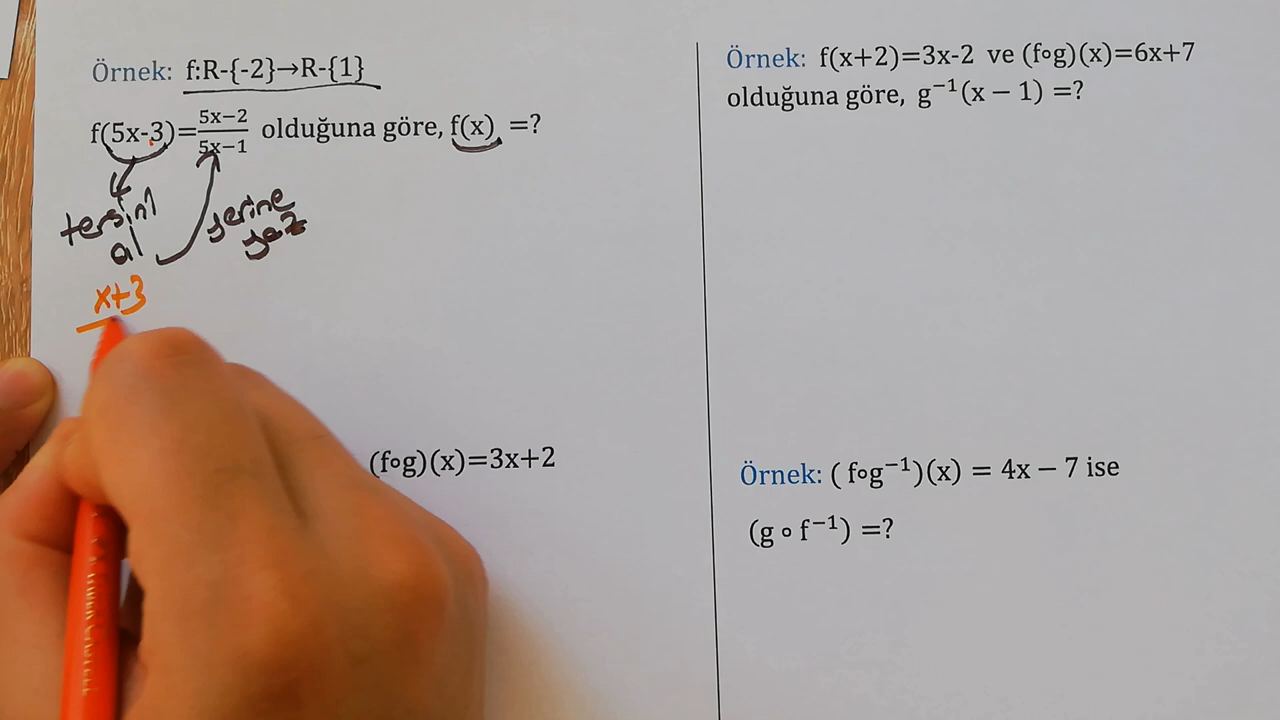 Örnek: f:R-{-2}→R-{1}
f(5x-3)=\frac{5x-2}{5x-1} olduğuna göre, f(x) =?
tersini
al
yerine
yaz
x+3
(f∘g)(x)=3x+2
Örnek: f(x+2)=3x-2 ve (f∘g)(x)=6x+7
olduğuna göre, g⁻¹(x − 1) =?
Örnek: ( f∘g⁻¹)(x) = 4x − 7 ise
(g ∘ f⁻¹) =?